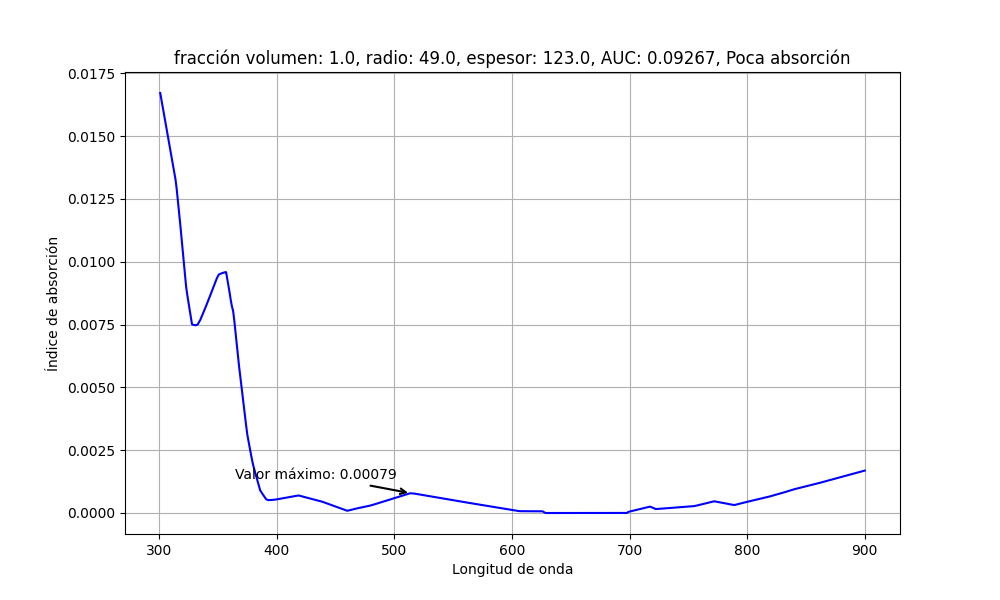 fracción volumen: 1.0, radio: 49.0, espesor: 123.0, AUC: 0.09267, Poca absorción
0.0175
0.0150
0.0125
0.0100
0.0075
0.0050
0.0025
0.0000
Índice de absorción
Valor máximo: 0.00079
300 400 500 600 700 800 900
Longitud de onda